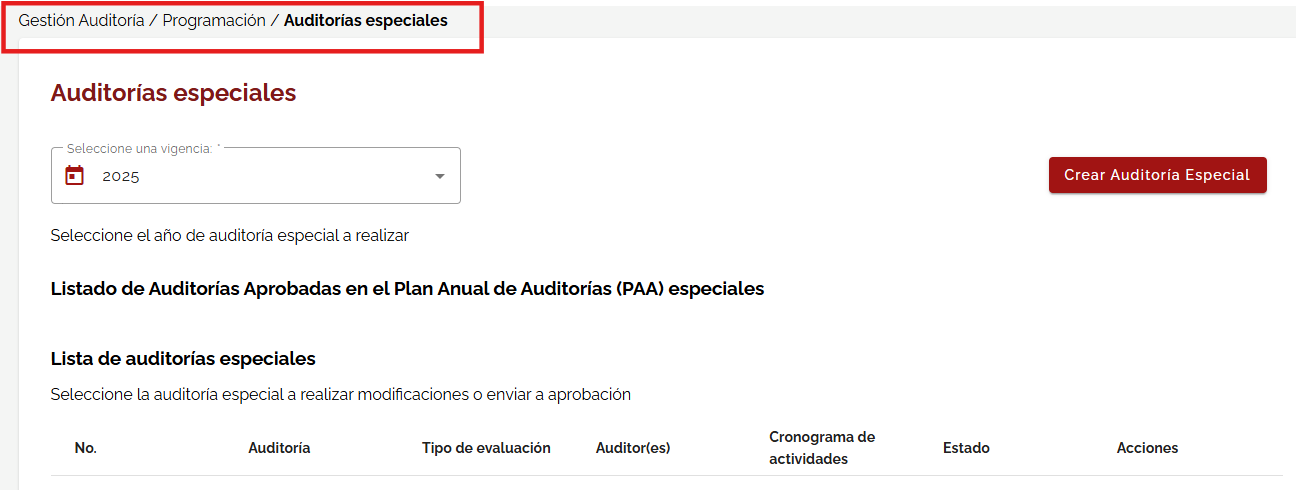 Gestión Auditoría / Programación / Auditorías especiales
Auditorías especiales
Seleccione una vigencia: *
2025
Crear Auditoría Especial
Seleccione el año de auditoría especial a realizar
Listado de Auditorías Aprobadas en el Plan Anual de Auditorías (PAA) especiales
Lista de auditorías especiales
Seleccione la auditoría especial a realizar modificaciones o enviar a aprobación
No. Auditoría Tipo de evaluación Auditor(es) Cronograma de actividades Estado Acciones